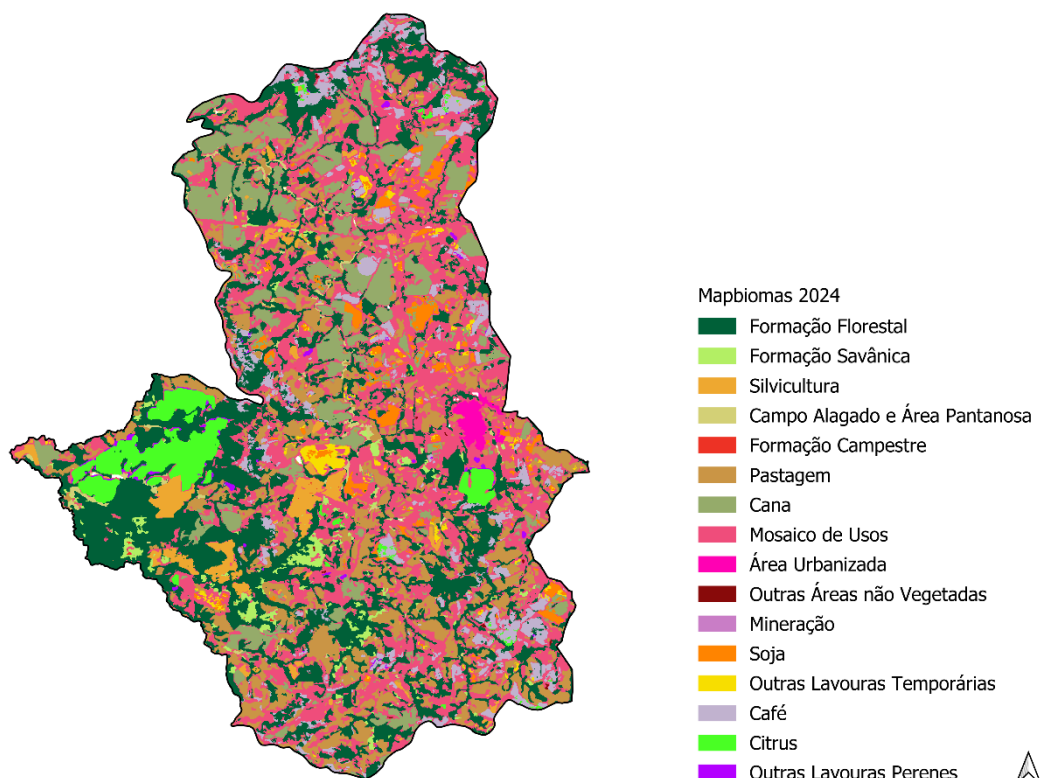 Mapbiomas 2024
Formação Florestal
Formação Savânica
Silvicultura
Campo Alagado e Área Pantanosa
Formação Campestre
Pastagem
Cana
Mosaico de Usos
Área Urbanizada
Outras Áreas não Vegetadas
Mineração
Soja
Outras Lavouras Temporárias
Café
Citrus
Outras Lavouras Perenes